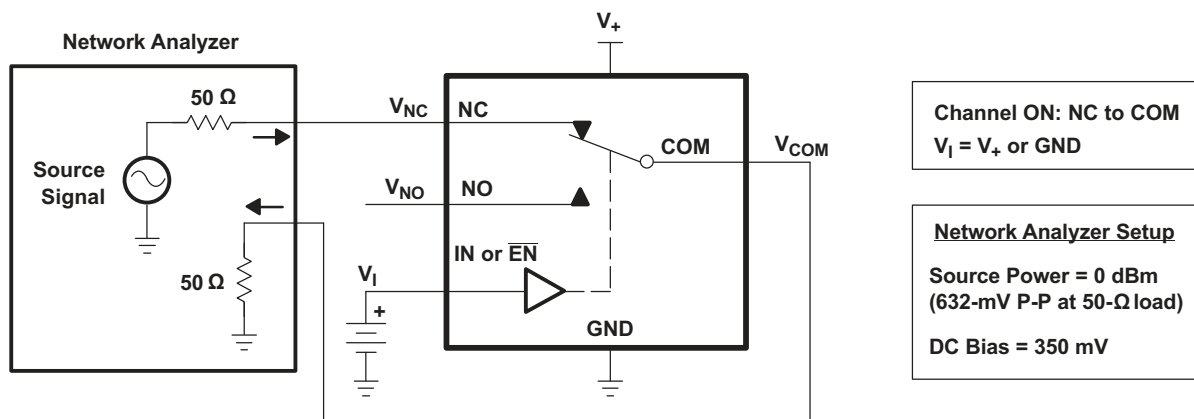 Network Analyzer
50 Ω
Source
Signal
50 Ω
V+
VNC
NC
COM
VCOM
VNO
NO
IN or E̅N̅
VI
+
GND
Channel ON: NC to COM
VI = V+ or GND
Network Analyzer Setup
Source Power = 0 dBm
(632-mV P-P at 50-Ω load)
DC Bias = 350 mV